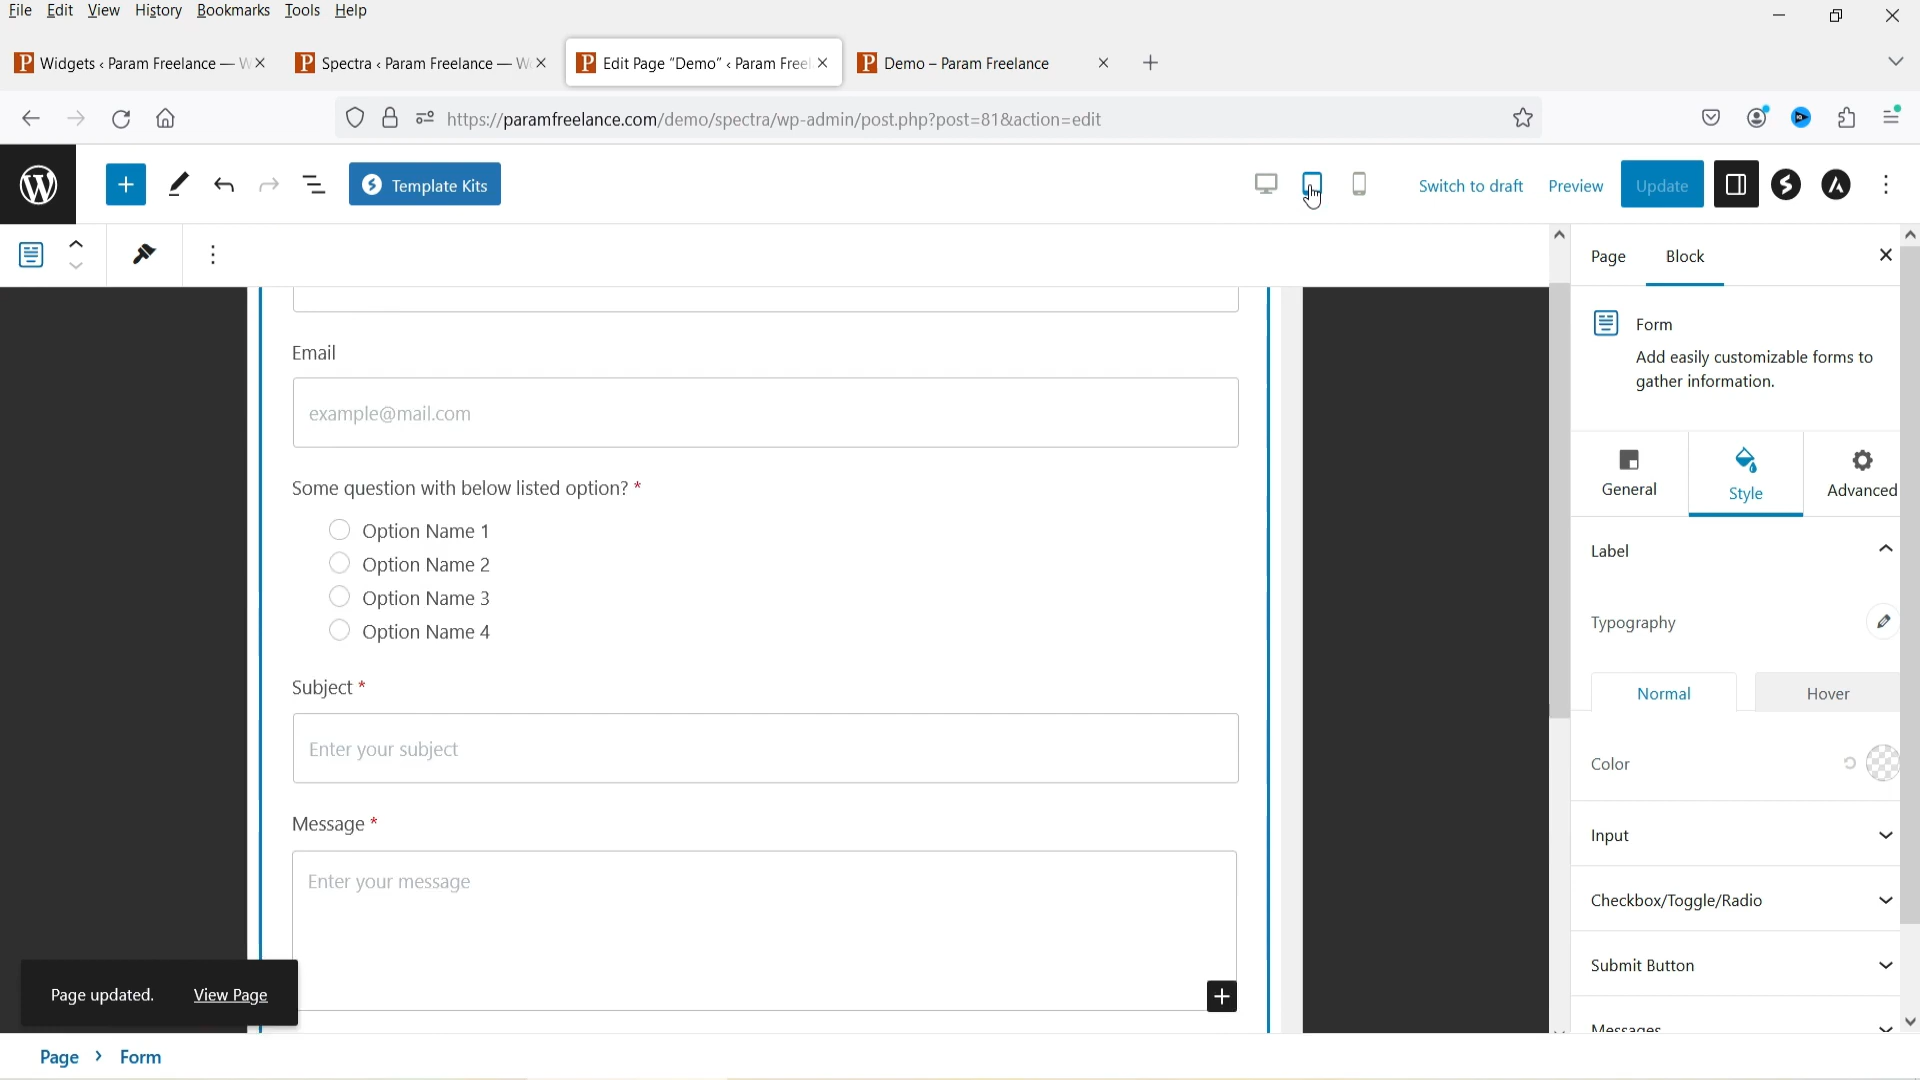 File Edit View History Bookmarks Tools Help
Widgets ‹ Param Freelance — W
Spectra ‹ Param Freelance — W
Edit Page "Demo" ‹ Param Freel
Demo – Param Freelance
https://paramfreelance.com/demo/spectra/wp-admin/post.php?post=81&action=edit
Template Kits
Switch to draft
Preview
Update
Page
Block
Form
Add easily customizable forms to
gather information.
General
Style
Advanced
Label
Typography
Normal
Hover
Color
Input
Checkbox/Toggle/Radio
Submit Button
Messages
Email
example@mail.com
Some question with below listed option? *
Option Name 1
Option Name 2
Option Name 3
Option Name 4
Subject *
Enter your subject
Message *
Enter your message
Page updated. View Page
Page › Form